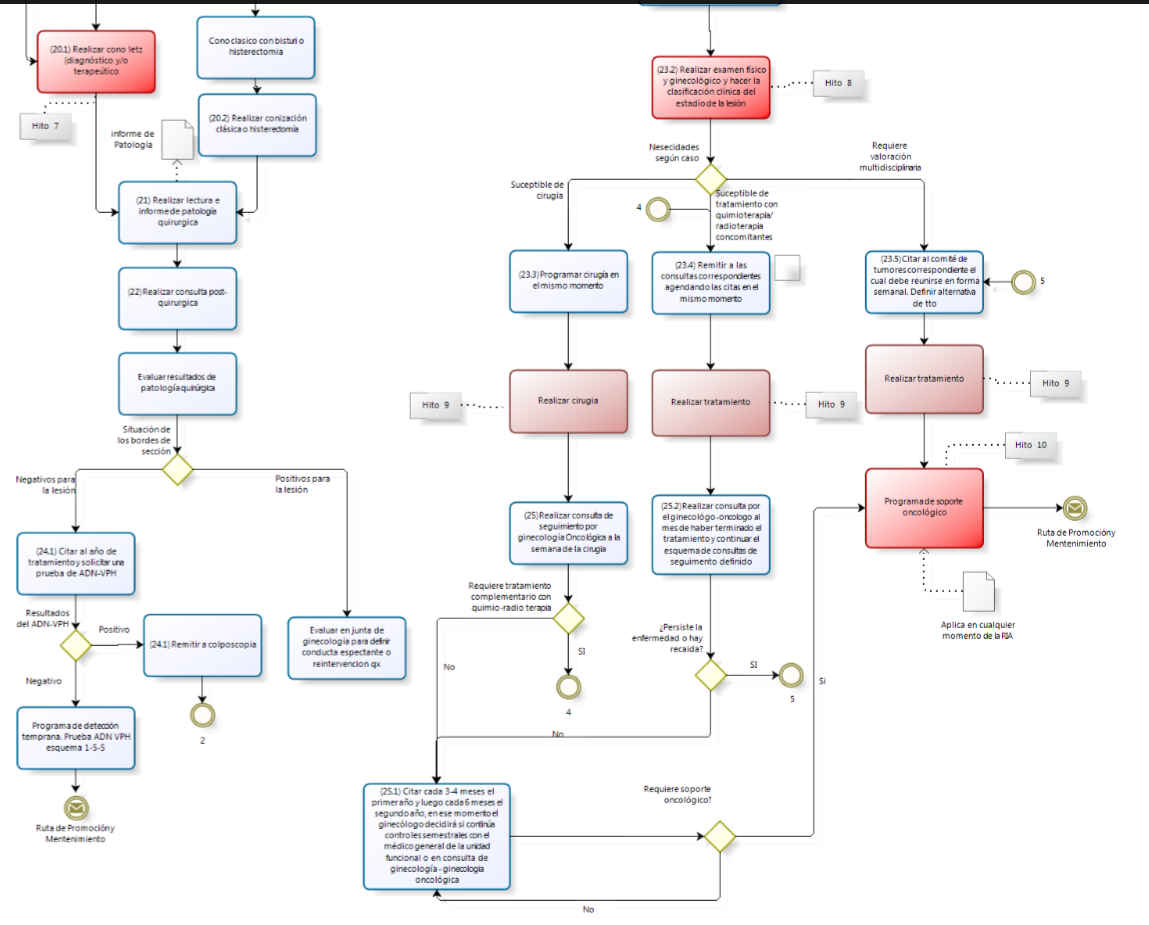 (20.1) Realizar cono letz
(diagnóstico y/o
terapeútico
Hito 7
Cono clasico con bisturi o
histerectomia
(20.2) Realizar conización
clásica o histerectomía
informe de
Patología
(21) Realizar lectura e
informe de patología
quirurgica
(22)Realizar consulta post-
quirurgica
Evaluar resultados de
patología quirúrgica
Situación de
los bordes de
sección
Negativos para
la lesión
Positivos para
la lesión
(24.1) Citar al año de
tratamiento y solicitar una
prueba de ADN-VPH
Resultados
del ADN-VPH
Positivo
(24.1) Remitir a colposcopia
2
Negativo
Programa de detección
temprana. Prueba ADN VPH
esquema 1-5-5
Ruta de Promoción y
Mantenimiento
Evaluar en junta de
ginecología para definir
conducta espectante o
reintervencion qx
(23.2) Realizar examen físico
y ginecológico y hacer la
clasificación clínica del
estadío de la lesión
Hito 8
Nesecidades
según caso
Requiere
valoración
multidisciplinaria
Suceptible de
cirugía
4
Suceptible de
tratamiento con
quimioterapia/
radioterapia
concomitantes
(23.3) Programar cirugía en
el mismo momento
(23.4) Remitir a las
consultas correspondientes
agendando las citas en el
mismo momento
(23.5) Citar al comité de
tumores correspondiente el
cual debe reunirse en forma
semanal. Definir alternativa
de tto
5
Hito 9
Realizar cirugia
Realizar tratamiento
Hito 9
Realizar tratamiento
Hito 9
Hito 10
(25)Realizar consulta de
seguimiento por
ginecología Oncológica a la
semana de la cirugia
(25.2)Realizar consulta por
el ginecológo-oncologo al
mes de haber terminado el
tratamiento y continuar el
esquema de consultas de
seguimento definido
Programa de soporte
oncológico
Ruta de Promoción y
Mentenimiento
Aplica en cualquier
momento de la RIA
Requiere tratamiento
complementario con
quimio-radio terapia
SI
4
No
¿Persiste la
enfermedad o hay
recaida?
SI
5
No
Si
(25.1) Citar cada 3-4 meses el
primer año y luego cada 6 meses el
segundo año, en ese momento el
ginecólogo decidirá si continúa
controles semestrales con el
médico general de la unidad
funcional o en consulta de
ginecología - ginecologia
oncológica
Requiere soporte
oncológico?
No